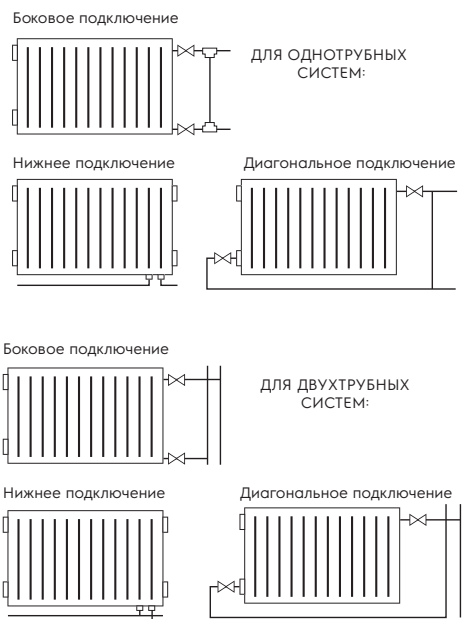 Боковое подключение
ДЛЯ ОДНОТРУБНЫХ
СИСТЕМ:
Нижнее подключение
Диагональное подключение
Боковое подключение
ДЛЯ ДВУХТРУБНЫХ
СИСТЕМ:
Нижнее подключение
Диагональное подключение